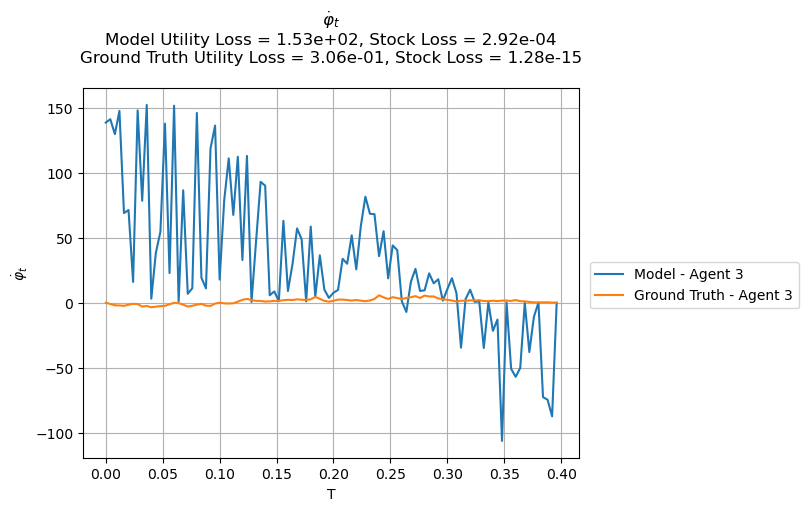 φ̇ₜ
Model Utility Loss = 1.53e+02, Stock Loss = 2.92e-04
Ground Truth Utility Loss = 3.06e-01, Stock Loss = 1.28e-15
150
100
50
0
−50
−100
φ̇ₜ
0.00 0.05 0.10 0.15 0.20 0.25 0.30 0.35 0.40
T
Model - Agent 3
Ground Truth - Agent 3